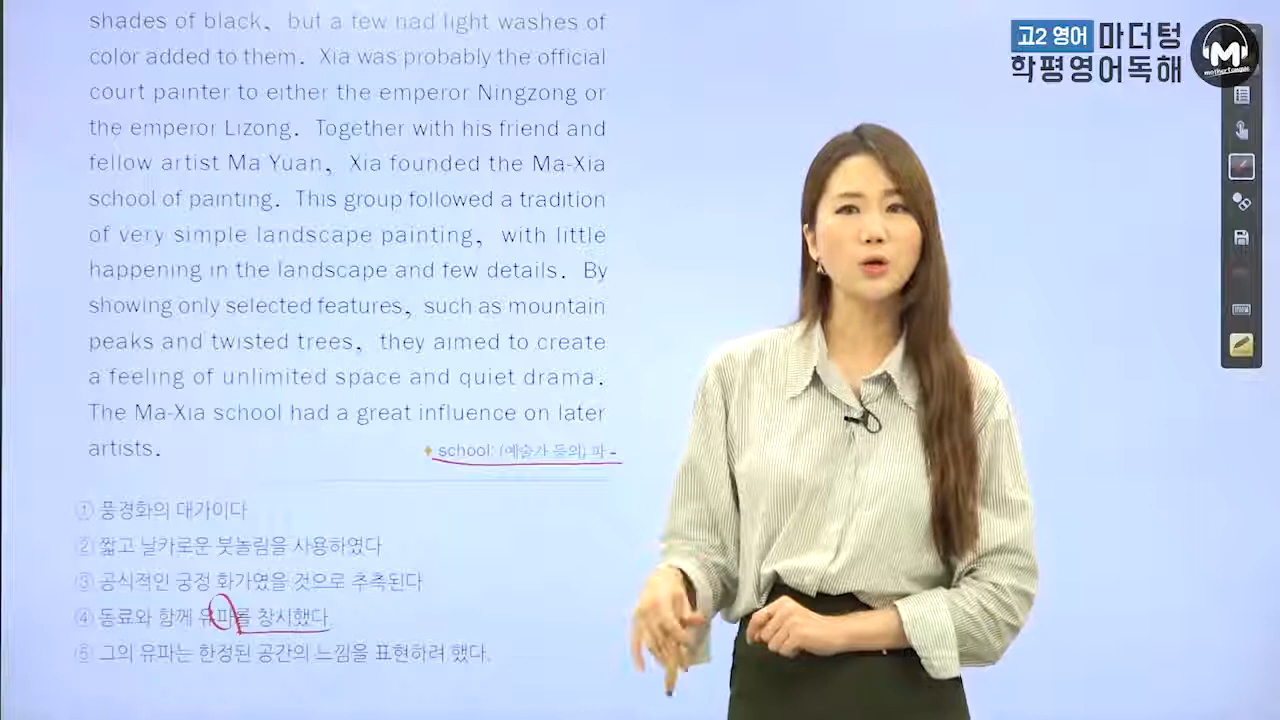 shades of black, but a few had light washes of
color added to them. Xia was probably the official
court painter to either the emperor Ningzong or
the emperor Lizong. Together with his friend and
fellow artist Ma Yuan, Xia founded the Ma-Xia
school of painting. This group followed a tradition
of very simple landscape painting, with little
happening in the landscape and few details. By
showing only selected features, such as mountain
peaks and twisted trees, they aimed to create
a feeling of unlimited space and quiet drama.
The Ma-Xia school had a great influence on later
artists.
school: (예술가 등의) 파
① 풍경화의 대가이다
② 짧고 날카로운 붓놀림을 사용하였다
③ 공식적인 궁정 화가였을 것으로 추측된다
④ 동료와 함께 유파를 창시했다
⑤ 그의 유파는 한정된 공간의 느낌을 표현하려 했다.
고2 영어 마더텅
학평영어독해
M
mothertongue